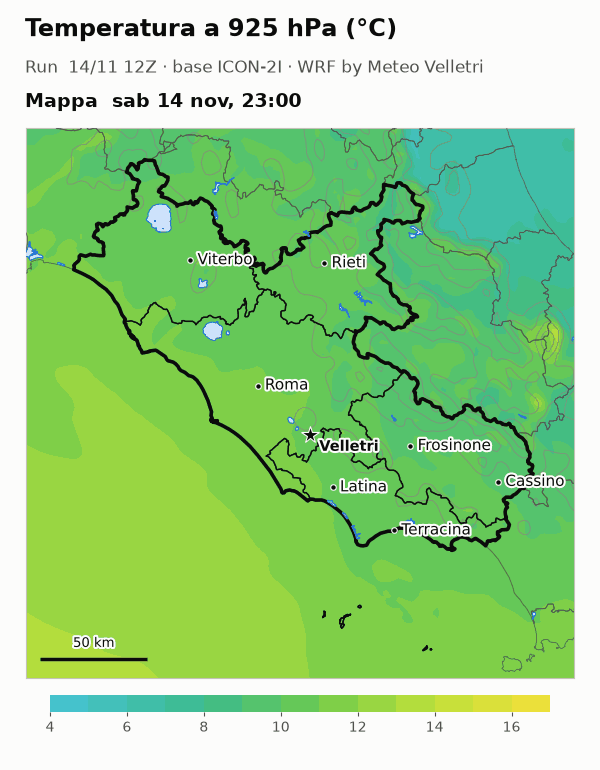 Temperatura a 925 hPa (°C)
Run 14/11 12Z · base ICON-2I · WRF by Meteo Velletri
Mappa sab 14 nov, 23:00
Viterbo
Rieti
Roma
Velletri
Frosinone
Latina
Cassino
Terracina
50 km
4 6 8 10 12 14 16